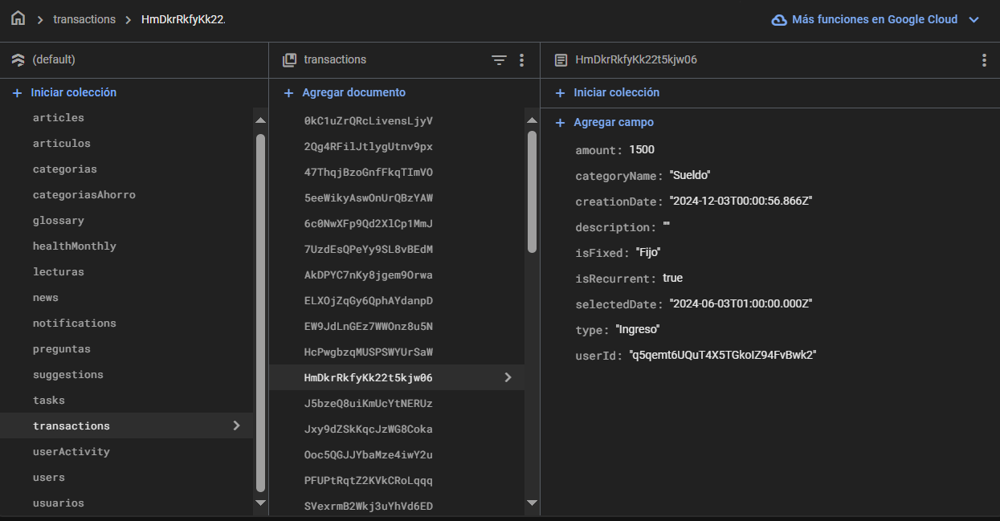 transactions HmDkrRkfyKk22. Más funciones en Google Cloud
(default)
Iniciar colección
articles
articulos
categorias
categoriasAhorro
glossary
healthMonthly
lecturas
news
notifications
preguntas
suggestions
tasks
transactions
userActivity
users
usuarios
transactions
Agregar documento
0kC1uZrQRcLivensLjyV
2Qg4RFilJtlygUtnv9px
47ThqjBzoGnfFkqTImVO
5eeWikyAswOnUrQBzYAW
6c0NwXFp9Qd2XlCp1MmJ
7UzdEsQPeYy9SL8vBEdM
AkDPYC7nKy8jgem9Orwa
ELXOjZqGy6QphAYdanpD
EW9JdLnGEz7WWOnz8u5N
HcPwgbzqMUSPSWYUrSaW
HmDkrRkfyKk22t5kjw06
J5bzeQ8uiKmUcYtNERUz
Jxy9dZSkKqcJzWG8Coka
Ooc5QGJJYbaMze4iwY2u
PFUPtRqtZ2KVkCRoLqqq
SVexrmB2Wkj3uYhVd6ED
HmDkrRkfyKk22t5kjw06
Iniciar colección
Agregar campo
amount: 1500
categoryName: "Sueldo"
creationDate: "2024-12-03T00:00:56.866Z"
description: ""
isFixed: "Fijo"
isRecurrent: true
selectedDate: "2024-06-03T01:00:00.000Z"
type: "Ingreso"
userId: "q5qemt6UQuT4X5TGkoIZ94FvBwk2"